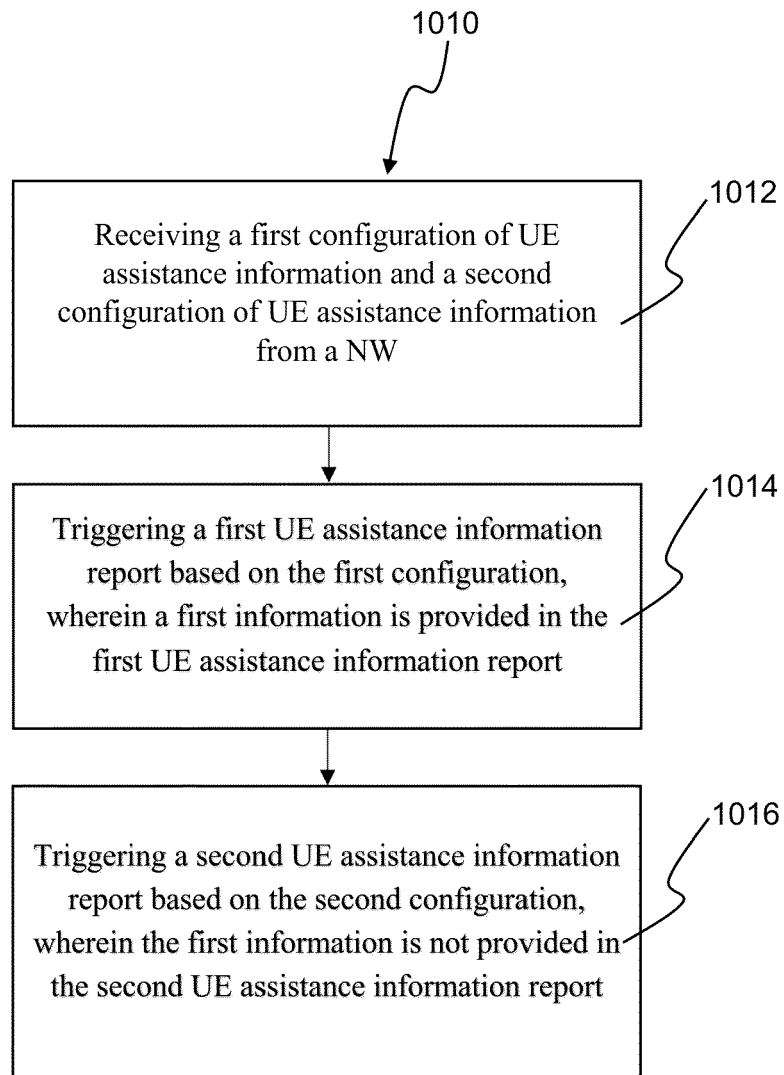 1010
1012
Receiving a first configuration of UE
assistance information and a second
configuration of UE assistance information
from a NW
1014
Triggering a first UE assistance information
report based on the first configuration,
wherein a first information is provided in the
first UE assistance information report
1016
Triggering a second UE assistance information
report based on the second configuration,
wherein the first information is not provided in
the second UE assistance information report